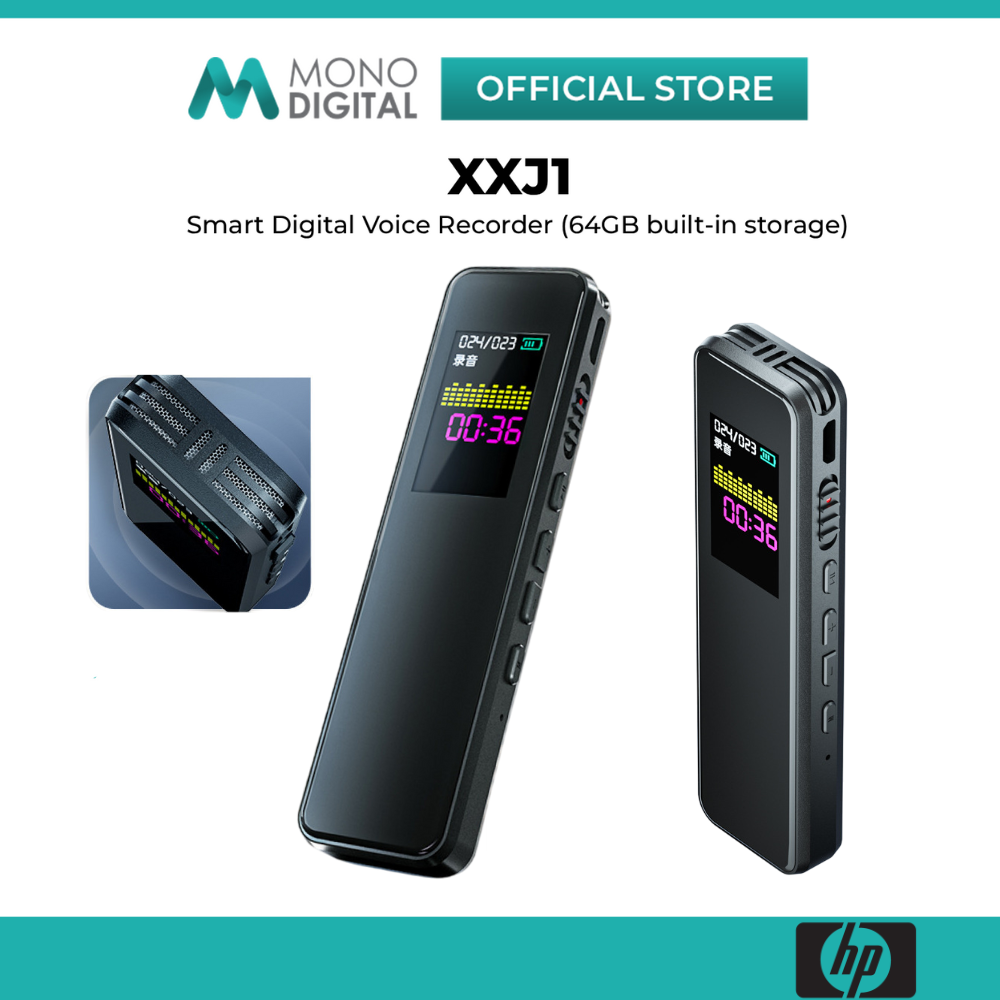 MONO
DIGITAL
OFFICIAL STORE
XXJ1
Smart Digital Voice Recorder (64GB built-in storage)
024/023
录音
00:36
024/023
录音
00:36
hp